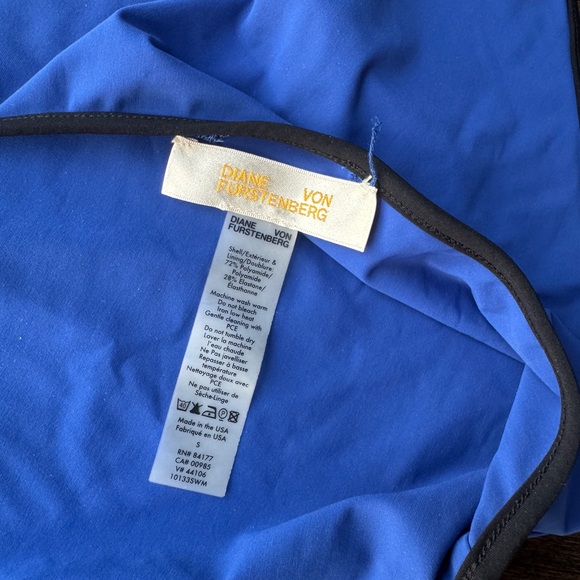 DIANE VON
FURSTENBERG
DIANE VON
FURSTENBERG
Shell/Extérieur &
Lining/Doublure:
72% Polyamide/
Polyamide
28% Elastane/
Élasthanne
Machine wash warm
Do not bleach
Iron low heat
Gentle cleaning with
PCE
Do not tumble dry
Laver à machine
l'eau chaude
Ne Pas javelliser
Repasser à basse
température
Nettoyage doux avec
PCE
Ne pas utiliser de
Sèche-Linge
40 P
Made in the USA
Fabriqué en USA
S
RN# 84177
CA# 00985
V# 44106
10133SWM